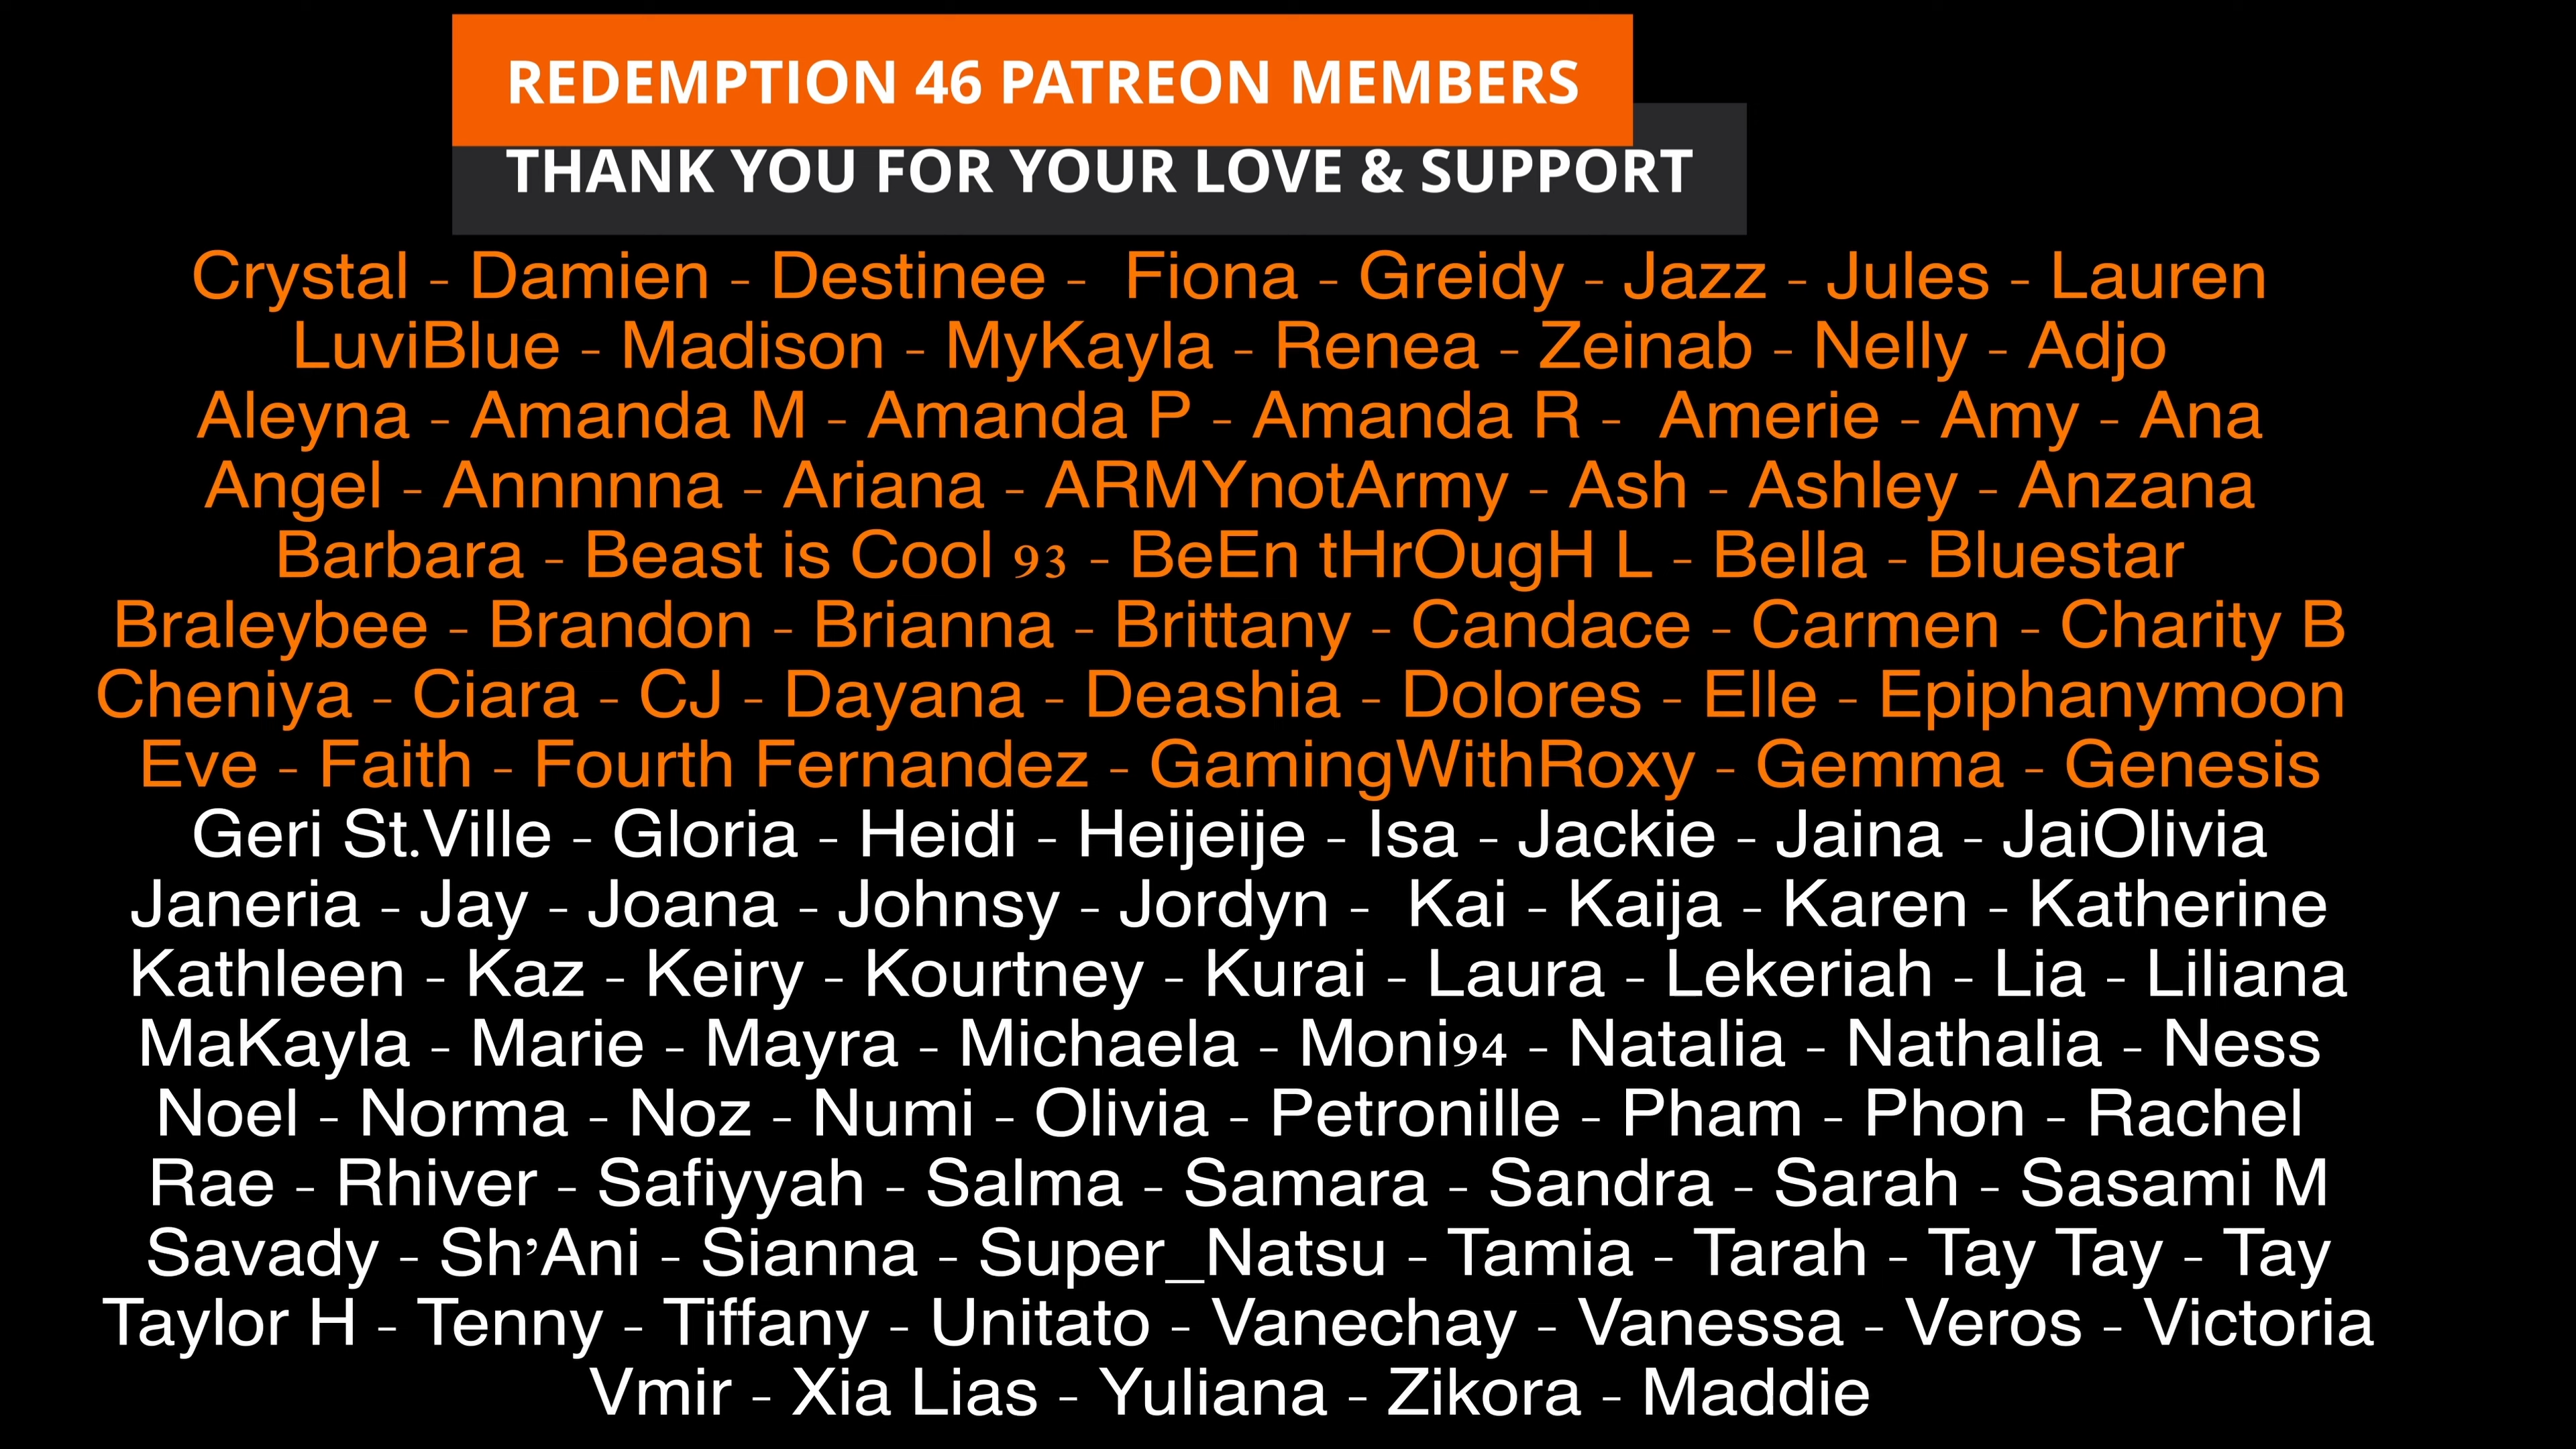 REDEMPTION 46 PATREON MEMBERS
THANK YOU FOR YOUR LOVE & SUPPORT
Crystal - Damien - Destinee -  Fiona - Greidy - Jazz - Jules - Lauren
LuviBlue - Madison - MyKayla - Renea - Zeinab - Nelly - Adjo
Aleyna - Amanda M - Amanda P - Amanda R -  Amerie - Amy - Ana
Angel - Annnnna - Ariana - ARMYnotArmy - Ash - Ashley - Anzana
Barbara - Beast is Cool 93 - BeEn tHrOugH L - Bella - Bluestar
Braleybee - Brandon - Brianna - Brittany - Candace - Carmen - Charity B
Cheniya - Ciara - CJ - Dayana - Deashia - Dolores - Elle - Epiphanymoon
Eve - Faith - Fourth Fernandez - GamingWithRoxy - Gemma - Genesis
Geri St.Ville - Gloria - Heidi - Heijeije - Isa - Jackie - Jaina - JaiOlivia
Janeria - Jay - Joana - Johnsy - Jordyn -  Kai - Kaija - Karen - Katherine
Kathleen - Kaz - Keiry - Kourtney - Kurai - Laura - Lekeriah - Lia - Liliana
MaKayla - Marie - Mayra - Michaela - Moni94 - Natalia - Nathalia - Ness
Noel - Norma - Noz - Numi - Olivia - Petronille - Pham - Phon - Rachel
Rae - Rhiver - Safiyyah - Salma - Samara - Sandra - Sarah - Sasami M
Savady - Sh’Ani - Sianna - Super_Natsu - Tamia - Tarah - Tay Tay - Tay
Taylor H - Tenny - Tiffany - Unitato - Vanechay - Vanessa - Veros - Victoria
Vmir - Xia Lias - Yuliana - Zikora - Maddie